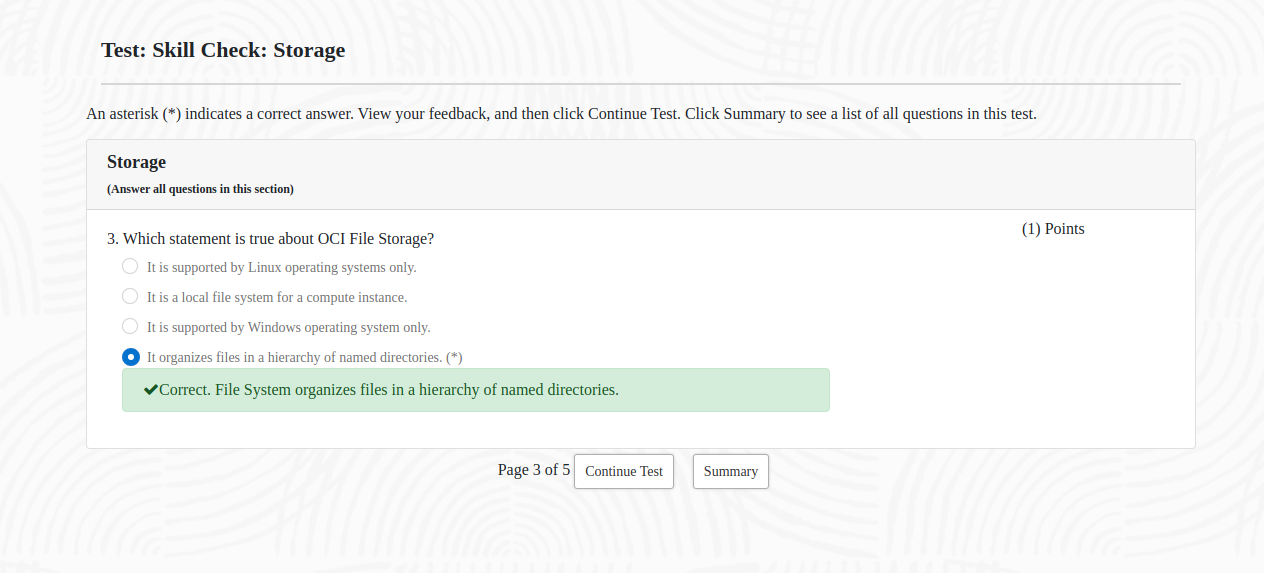 Test: Skill Check: Storage
An asterisk (*) indicates a correct answer. View your feedback, and then click Continue Test. Click Summary to see a list of all questions in this test.
Storage
(Answer all questions in this section)
3. Which statement is true about OCI File Storage?
(1) Points
It is supported by Linux operating systems only.
It is a local file system for a compute instance.
It is supported by Windows operating system only.
It organizes files in a hierarchy of named directories. (*)
Correct. File System organizes files in a hierarchy of named directories.
Page 3 of 5 Continue Test Summary